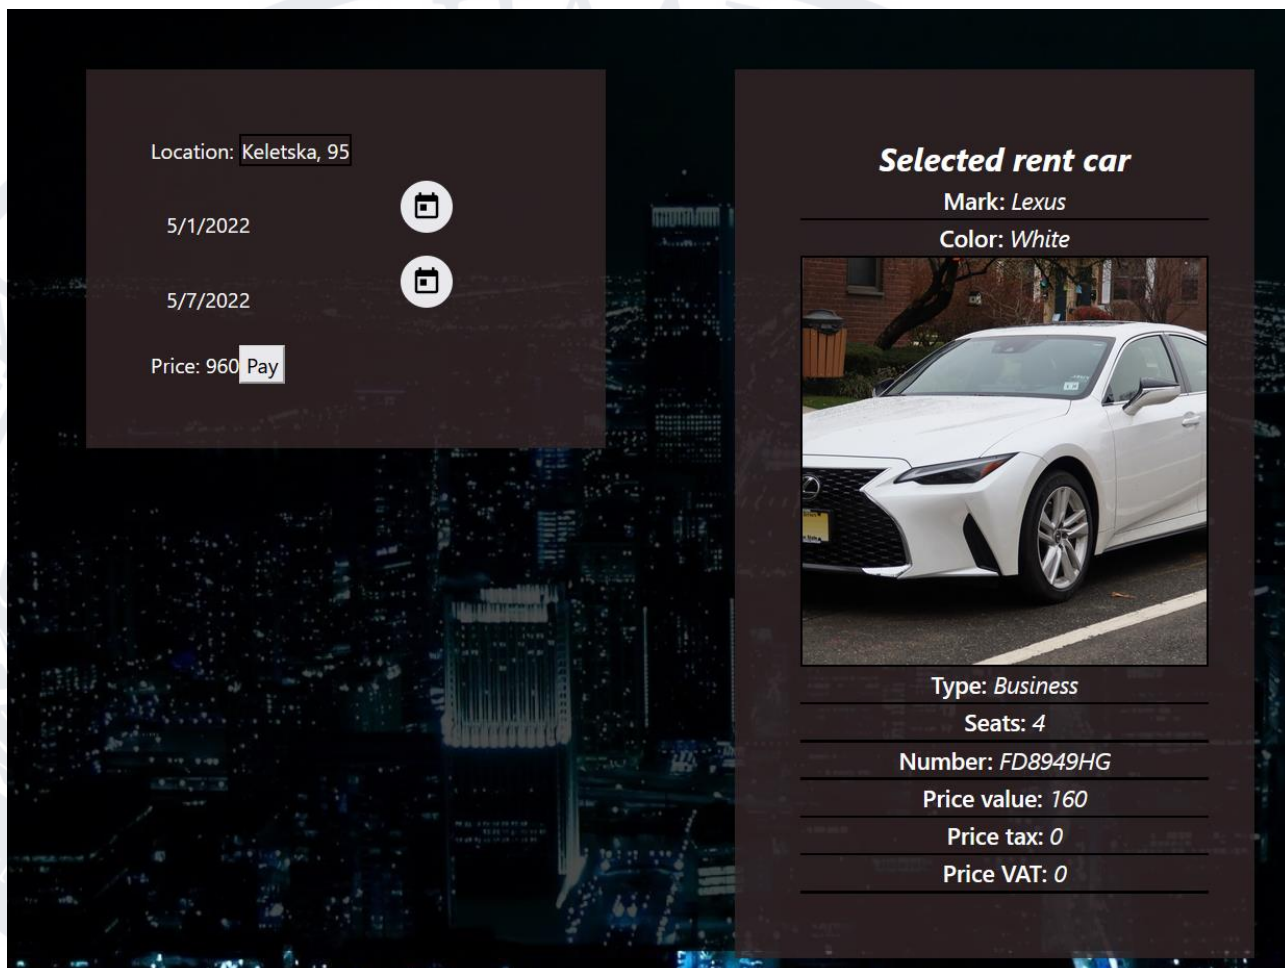 Location: Keletska, 95
5/1/2022
5/7/2022
Price: 960 Pay
Selected rent car
Mark: Lexus
Color: White
Type: Business
Seats: 4
Number: FD8949HG
Price value: 160
Price tax: 0
Price VAT: 0